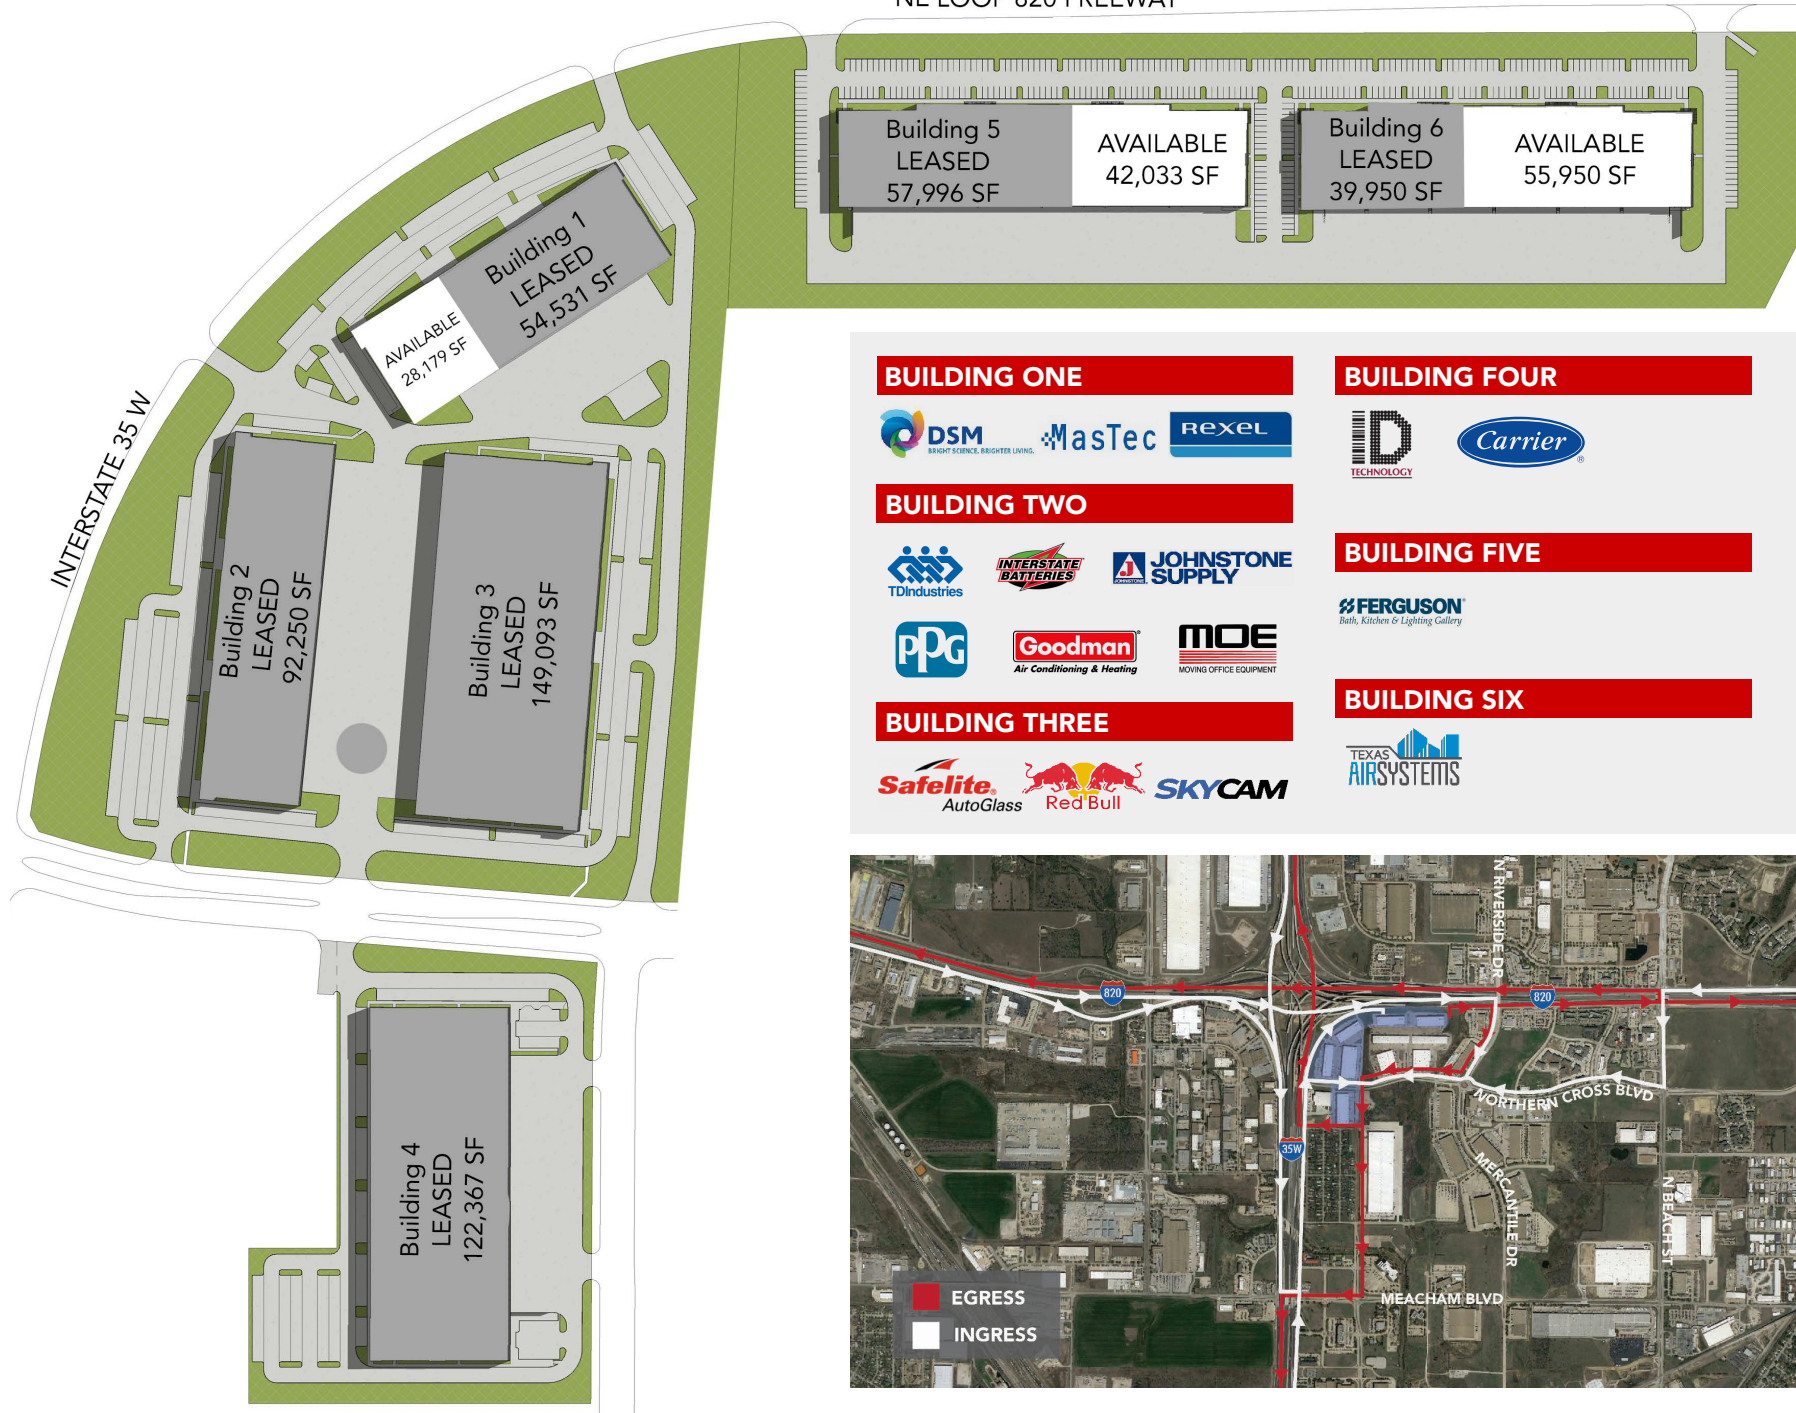 NE LOOP 820 FREEWAY
Building 5
LEASED
57,996 SF
AVAILABLE
42,033 SF
Building 6
LEASED
39,950 SF
AVAILABLE
55,950 SF
Building 1
LEASED
54,531 SF
AVAILABLE
28,179 SF
INTERSTATE 35 W
Building 2
LEASED
92,250 SF
Building 3
LEASED
149,093 SF
Building 4
LEASED
122,367 SF
BUILDING ONE
DSM
BRIGHT SCIENCE. BRIGHTER LIVING.
MasTec
REXEL
BUILDING TWO
TDIndustries
INTERSTATE
BATTERIES
JOHNSTONE
SUPPLY
J
JOHNSTONE
PPG
Goodman
Air Conditioning & Heating
MOE
MOVING OFFICE EQUIPMENT
BUILDING THREE
Safelite®
AutoGlass
Red Bull
SKYCAM
BUILDING FOUR
ID
TECHNOLOGY
Carrier
®
BUILDING FIVE
FERGUSON®
Bath, Kitchen & Lighting Gallery
BUILDING SIX
TEXAS
AIRSYSTEMS
N RIVERSIDE DR
820
820
NORTHERN CROSS BLVD
35W
MERCANTILE DR
N BEACH ST
MEACHAM BLVD
EGRESS
INGRESS